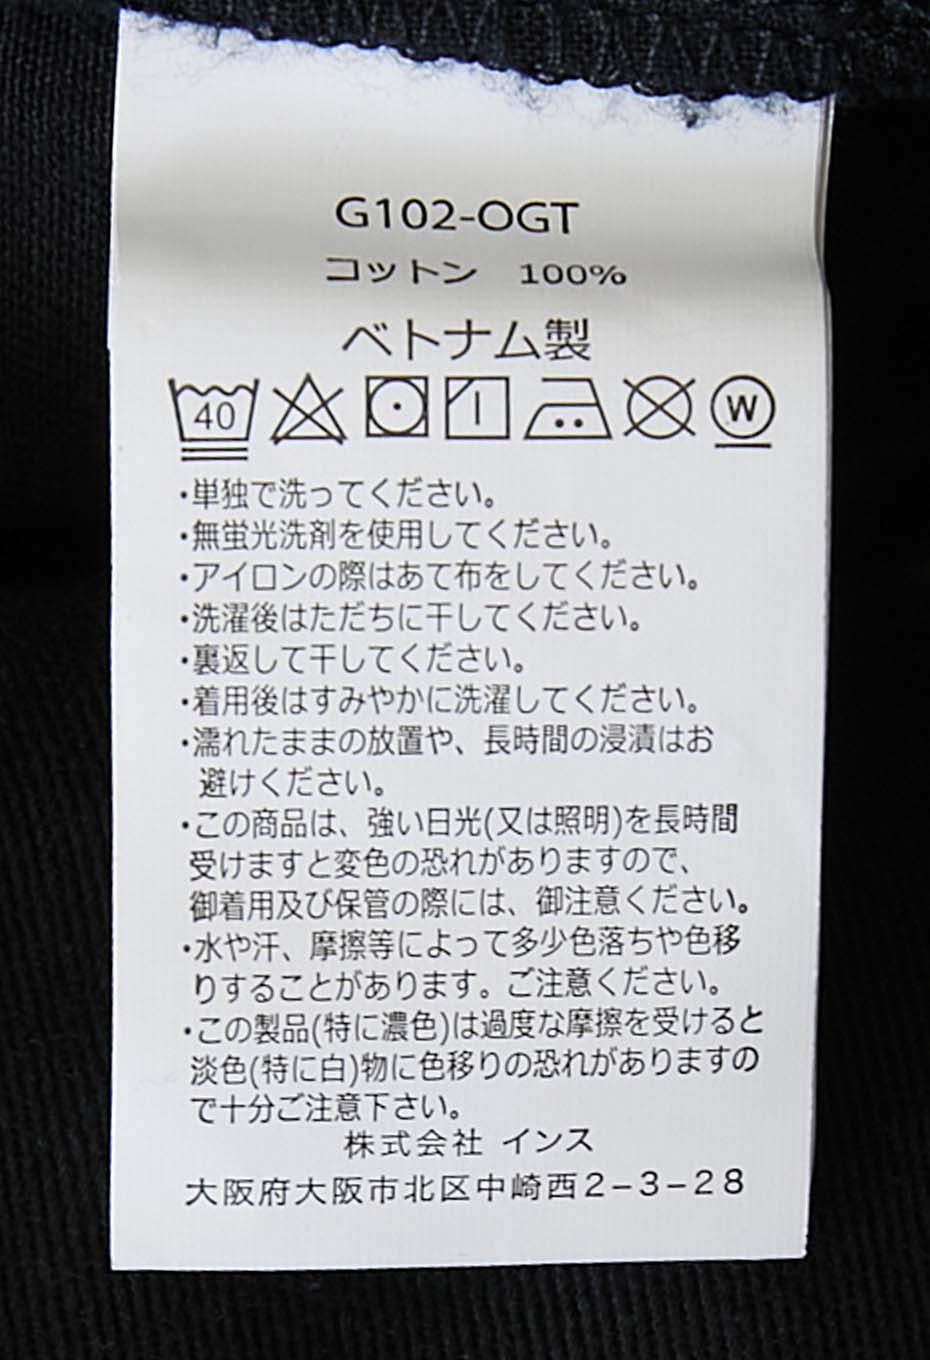 G102-OGT
コットン 100%
ベトナム製
40 W
・単独で洗ってください。
・無蛍光洗剤を使用してください。
・アイロンの際はあて布をしてください。
・洗濯後はただちに干してください。
・裏返して干してください。
・着用後はすみやかに洗濯してください。
・濡れたままの放置や、長時間の浸漬はお
避けください。
・この商品は、強い日光(又は照明)を長時間
受けますと変色の恐れがありますので、
御着用及び保管の際には、御注意ください。
・水や汗、摩擦等によって多少色落ちや色移
りすることがあります。ご注意ください。
・この製品(特に濃色)は過度な摩擦を受けると
淡色(特に白)物に色移りの恐れがありますの
で十分ご注意下さい。
株式会社 インス
大阪府大阪市北区中崎西2-3-28